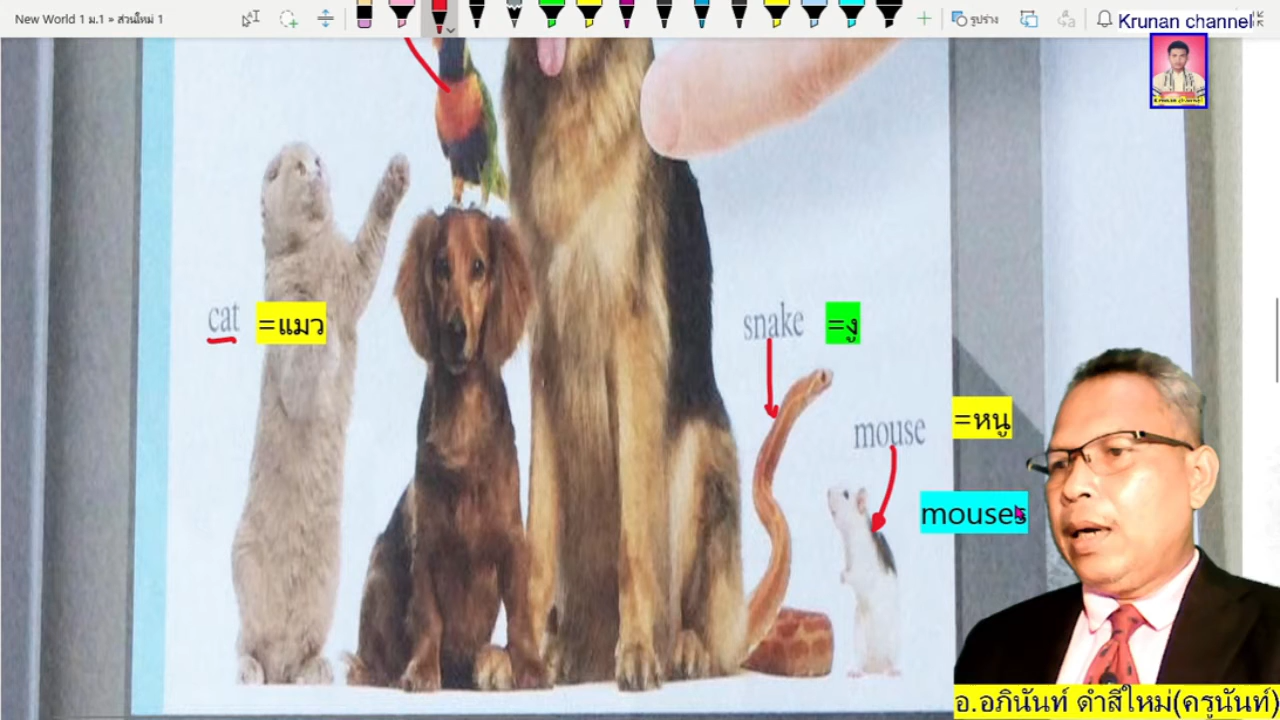 New World 1 ม.1 » ส่วนใหม่ 1
รูปร่าง
Krunan channel
cat =แมว
snake =งู
mouse =หนู
mouses
อ.อภินันท์ ดำสีใหม่(ครูนันท์)